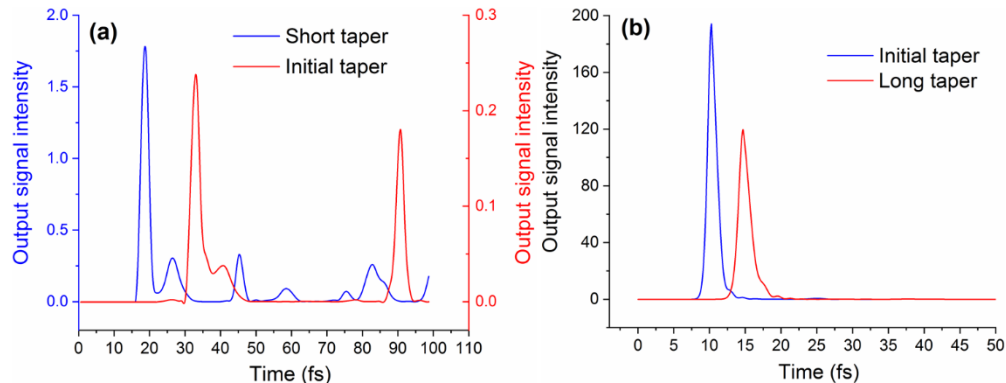 (a)
Short taper
Initial taper
Output signal intensity
2.0
1.5
1.0
0.5
0.0
0.3
0.2
0.1
0.0
Output signal intensity
0 10 20 30 40 50 60 70 80 90 100 110
Time (fs)
(b)
Initial taper
Long taper
Output signal intensity
200
160
120
80
40
0
0 5 10 15 20 25 30 35 40 45 50
Time (fs)